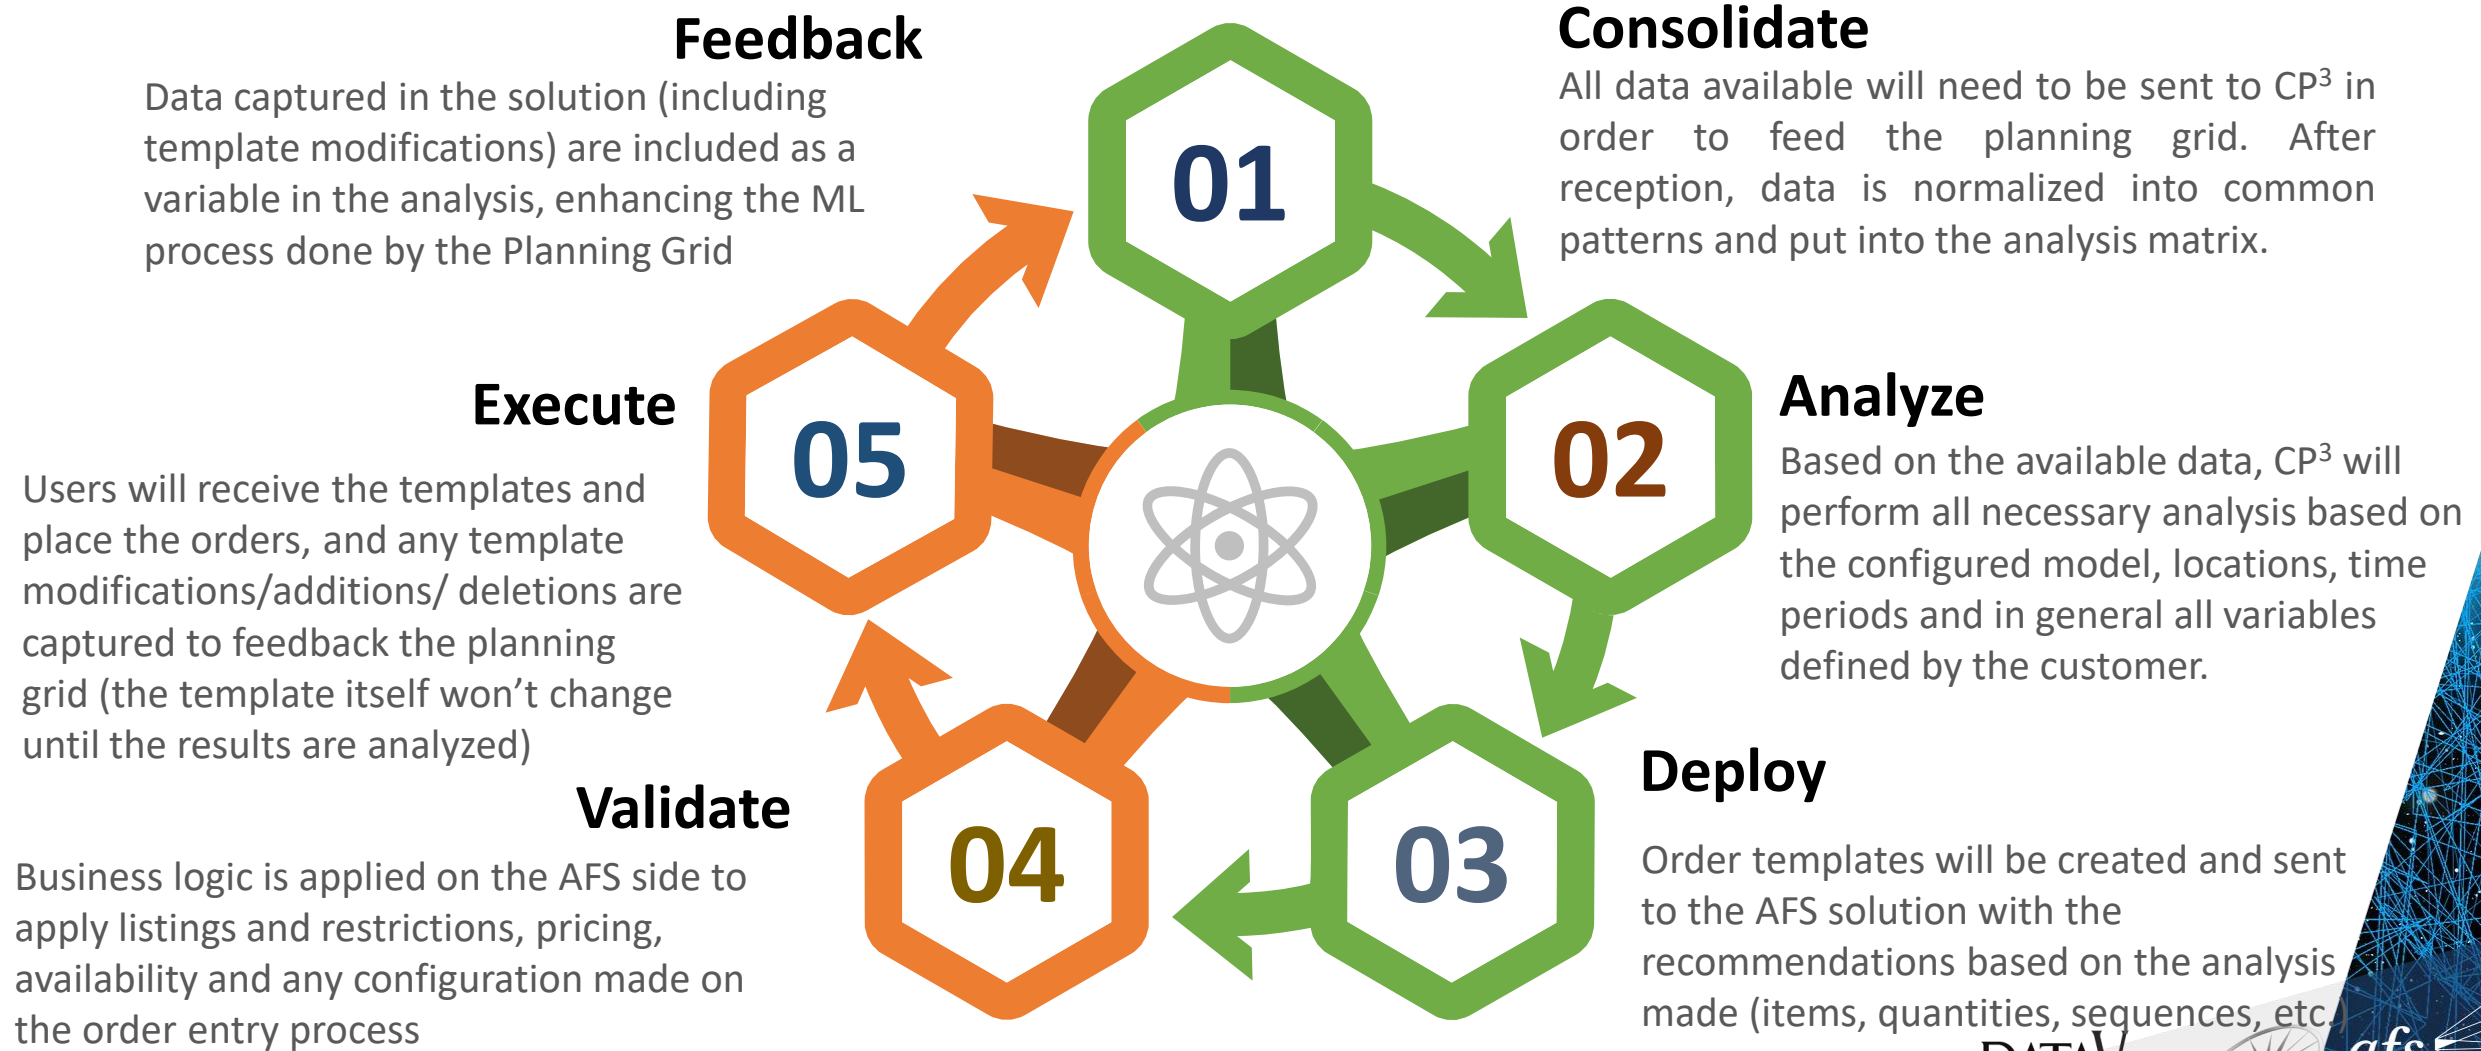 Feedback
Data captured in the solution (including
template modifications) are included as a
variable in the analysis, enhancing the ML
process done by the Planning Grid
01
Consolidate
All data available will need to be sent to CP³ in
order to feed the planning grid. After
reception, data is normalized into common
patterns and put into the analysis matrix.
Execute
Users will receive the templates and
place the orders, and any template
modifications/additions/ deletions are
captured to feedback the planning
grid (the template itself won’t change
until the results are analyzed)
05
02
Analyze
Based on the available data, CP³ will
perform all necessary analysis based on
the configured model, locations, time
periods and in general all variables
defined by the customer.
Validate
Business logic is applied on the AFS side to
apply listings and restrictions, pricing,
availability and any configuration made on
the order entry process
04
03
Deploy
Order templates will be created and sent
to the AFS solution with the
recommendations based on the analysis
made (items, quantities, sequences, etc.)
afs